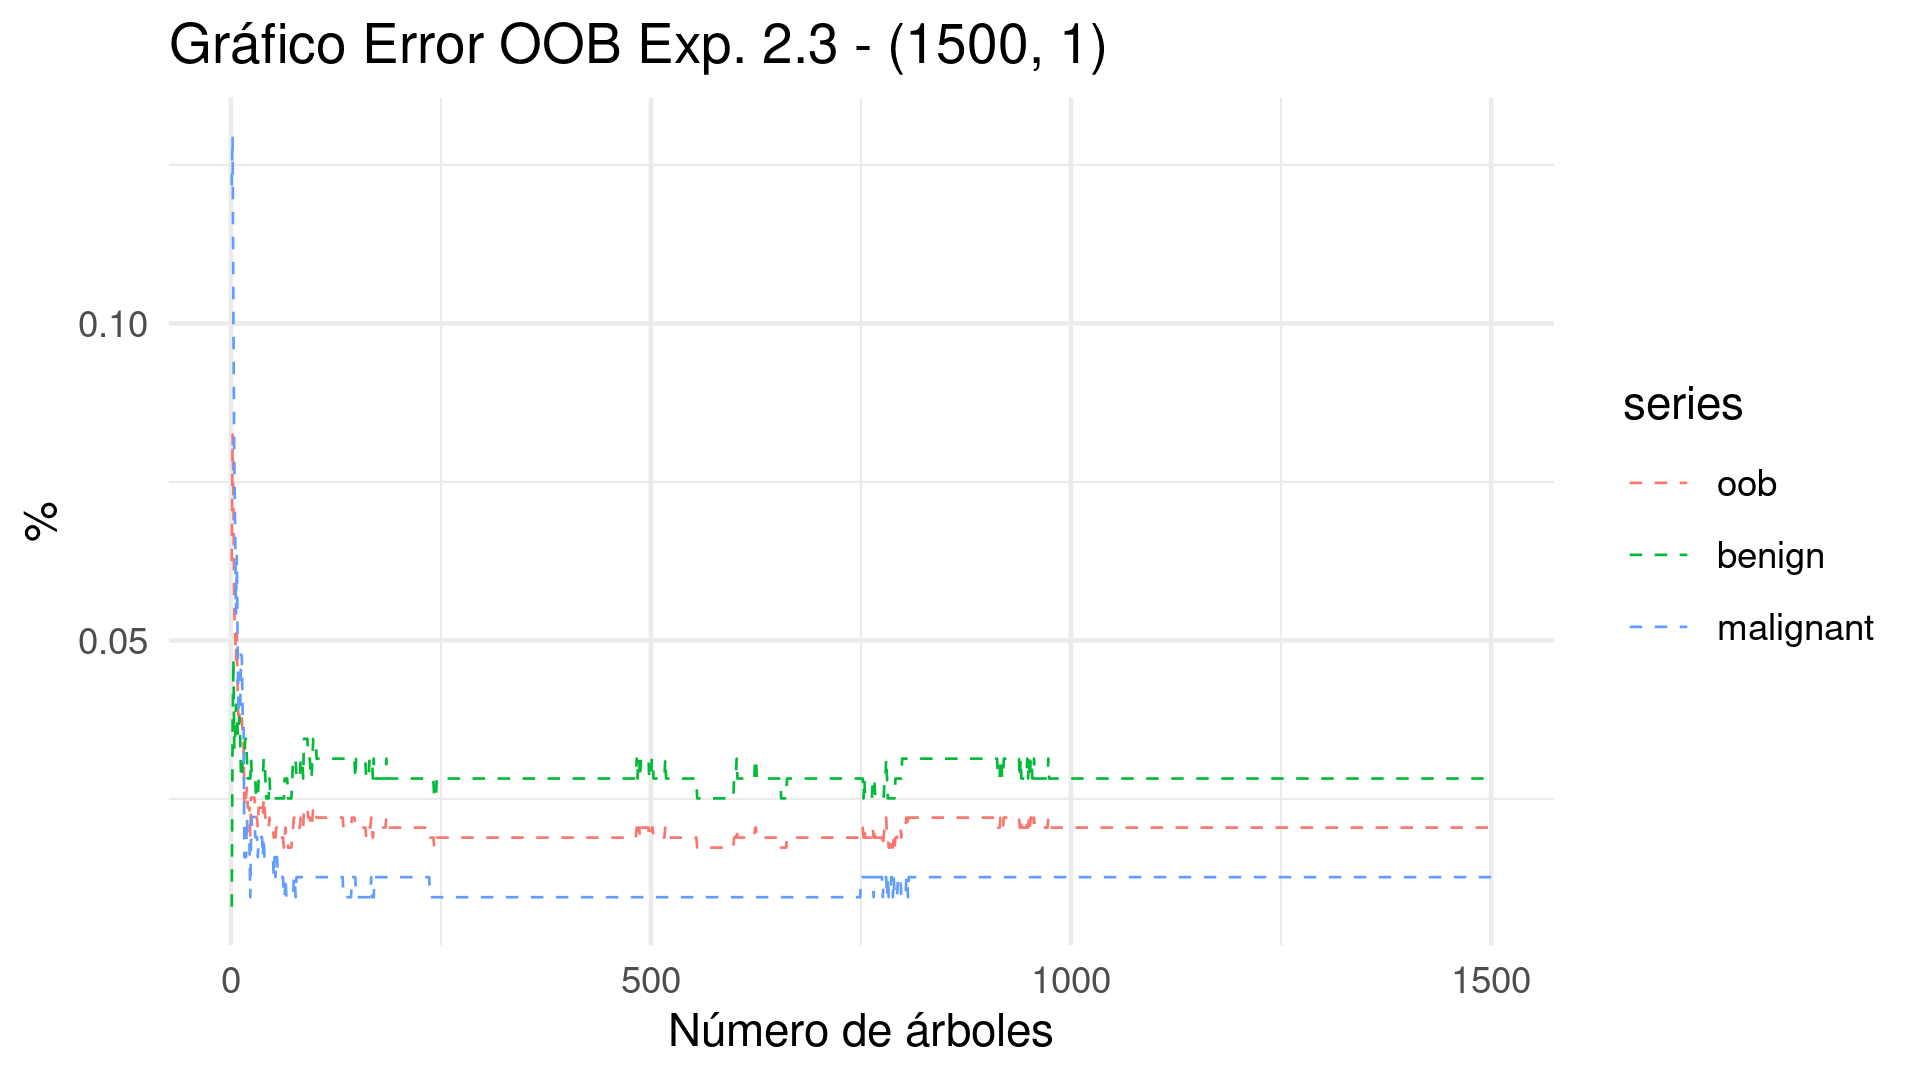 Gráfico Error OOB Exp. 2.3 - (1500, 1)
%
0.10
0.05
0
500
1000
1500
Número de árboles
series
oob
benign
malignant